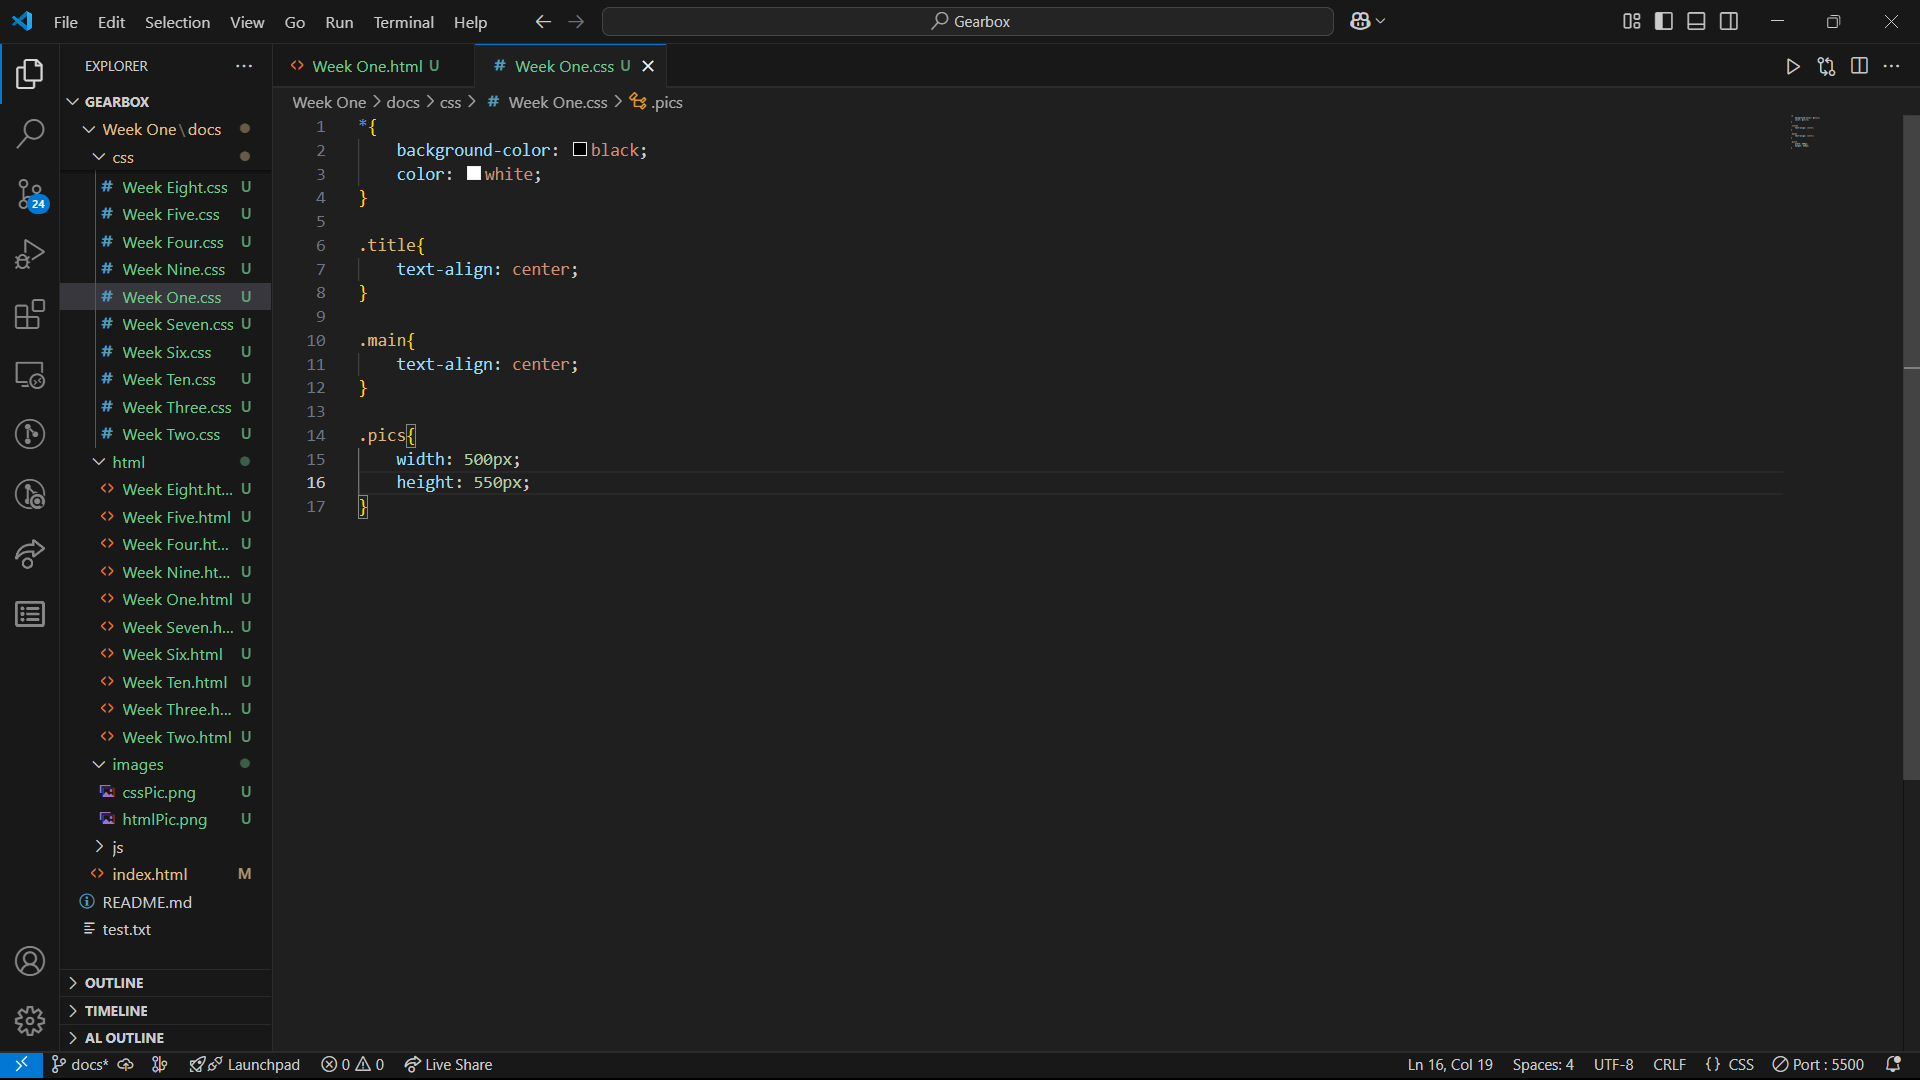 File Edit Selection View Go Run Terminal Help
Gearbox
EXPLORER
GEARBOX
Week One\docs
css
# Week Eight.css U
# Week Five.css U
# Week Four.css U
# Week Nine.css U
# Week One.css U
# Week Seven.css U
# Week Six.css U
# Week Ten.css U
# Week Three.css U
# Week Two.css U
html
<> Week Eight.ht... U
<> Week Five.html U
<> Week Four.ht... U
<> Week Nine.ht... U
<> Week One.html U
<> Week Seven.h... U
<> Week Six.html U
<> Week Ten.html U
<> Week Three.h... U
<> Week Two.html U
images
cssPic.png U
htmlPic.png U
js
<> index.html M
README.md
test.txt
OUTLINE
TIMELINE
AL OUTLINE
24
<> Week One.html U
# Week One.css U
Week One > docs > css > # Week One.css > .pics
1 *{
2 background-color: black;
3 color: white;
4 }
5
6 .title{
7 text-align: center;
8 }
9
10 .main{
11 text-align: center;
12 }
13
14 .pics{
15 width: 500px;
16 height: 550px;
17 }
docs* Launchpad 0 0 Live Share
Ln 16, Col 19 Spaces: 4 UTF-8 CRLF {} CSS Port : 5500